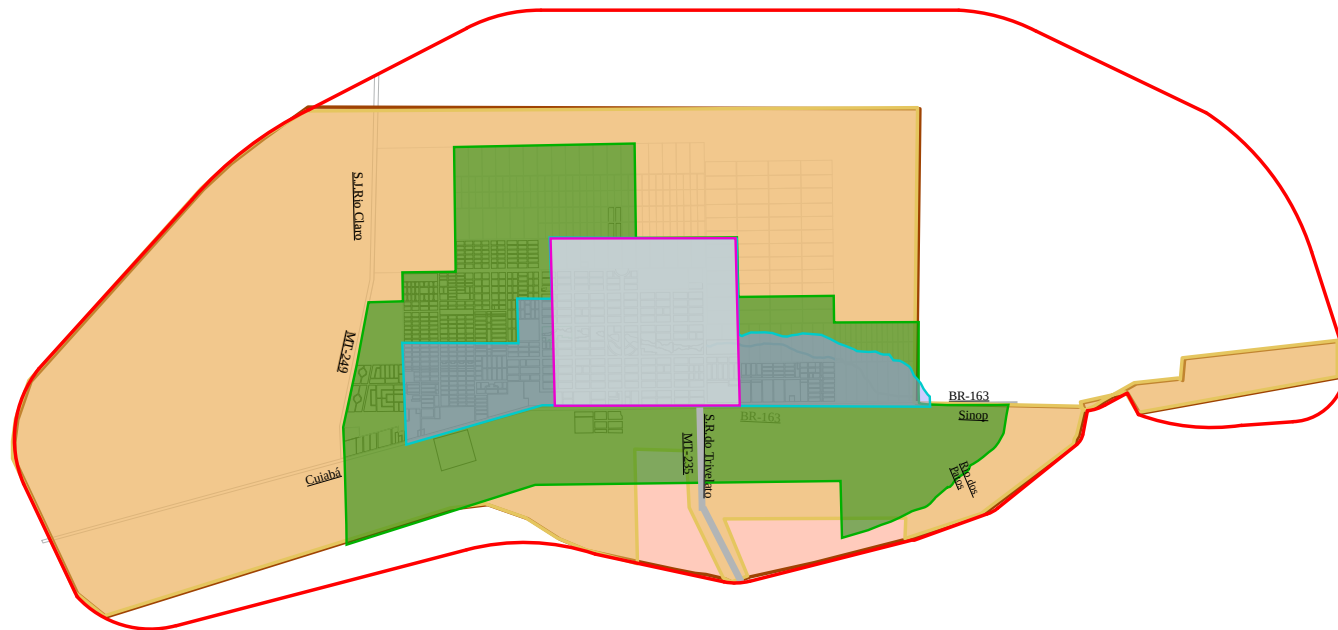 S.J.Rio Claro
MT-249
BR-163
Sinop
BR-163
S.R.do Trivelato
MT-235
Cuiabá
Rio dos
Patos